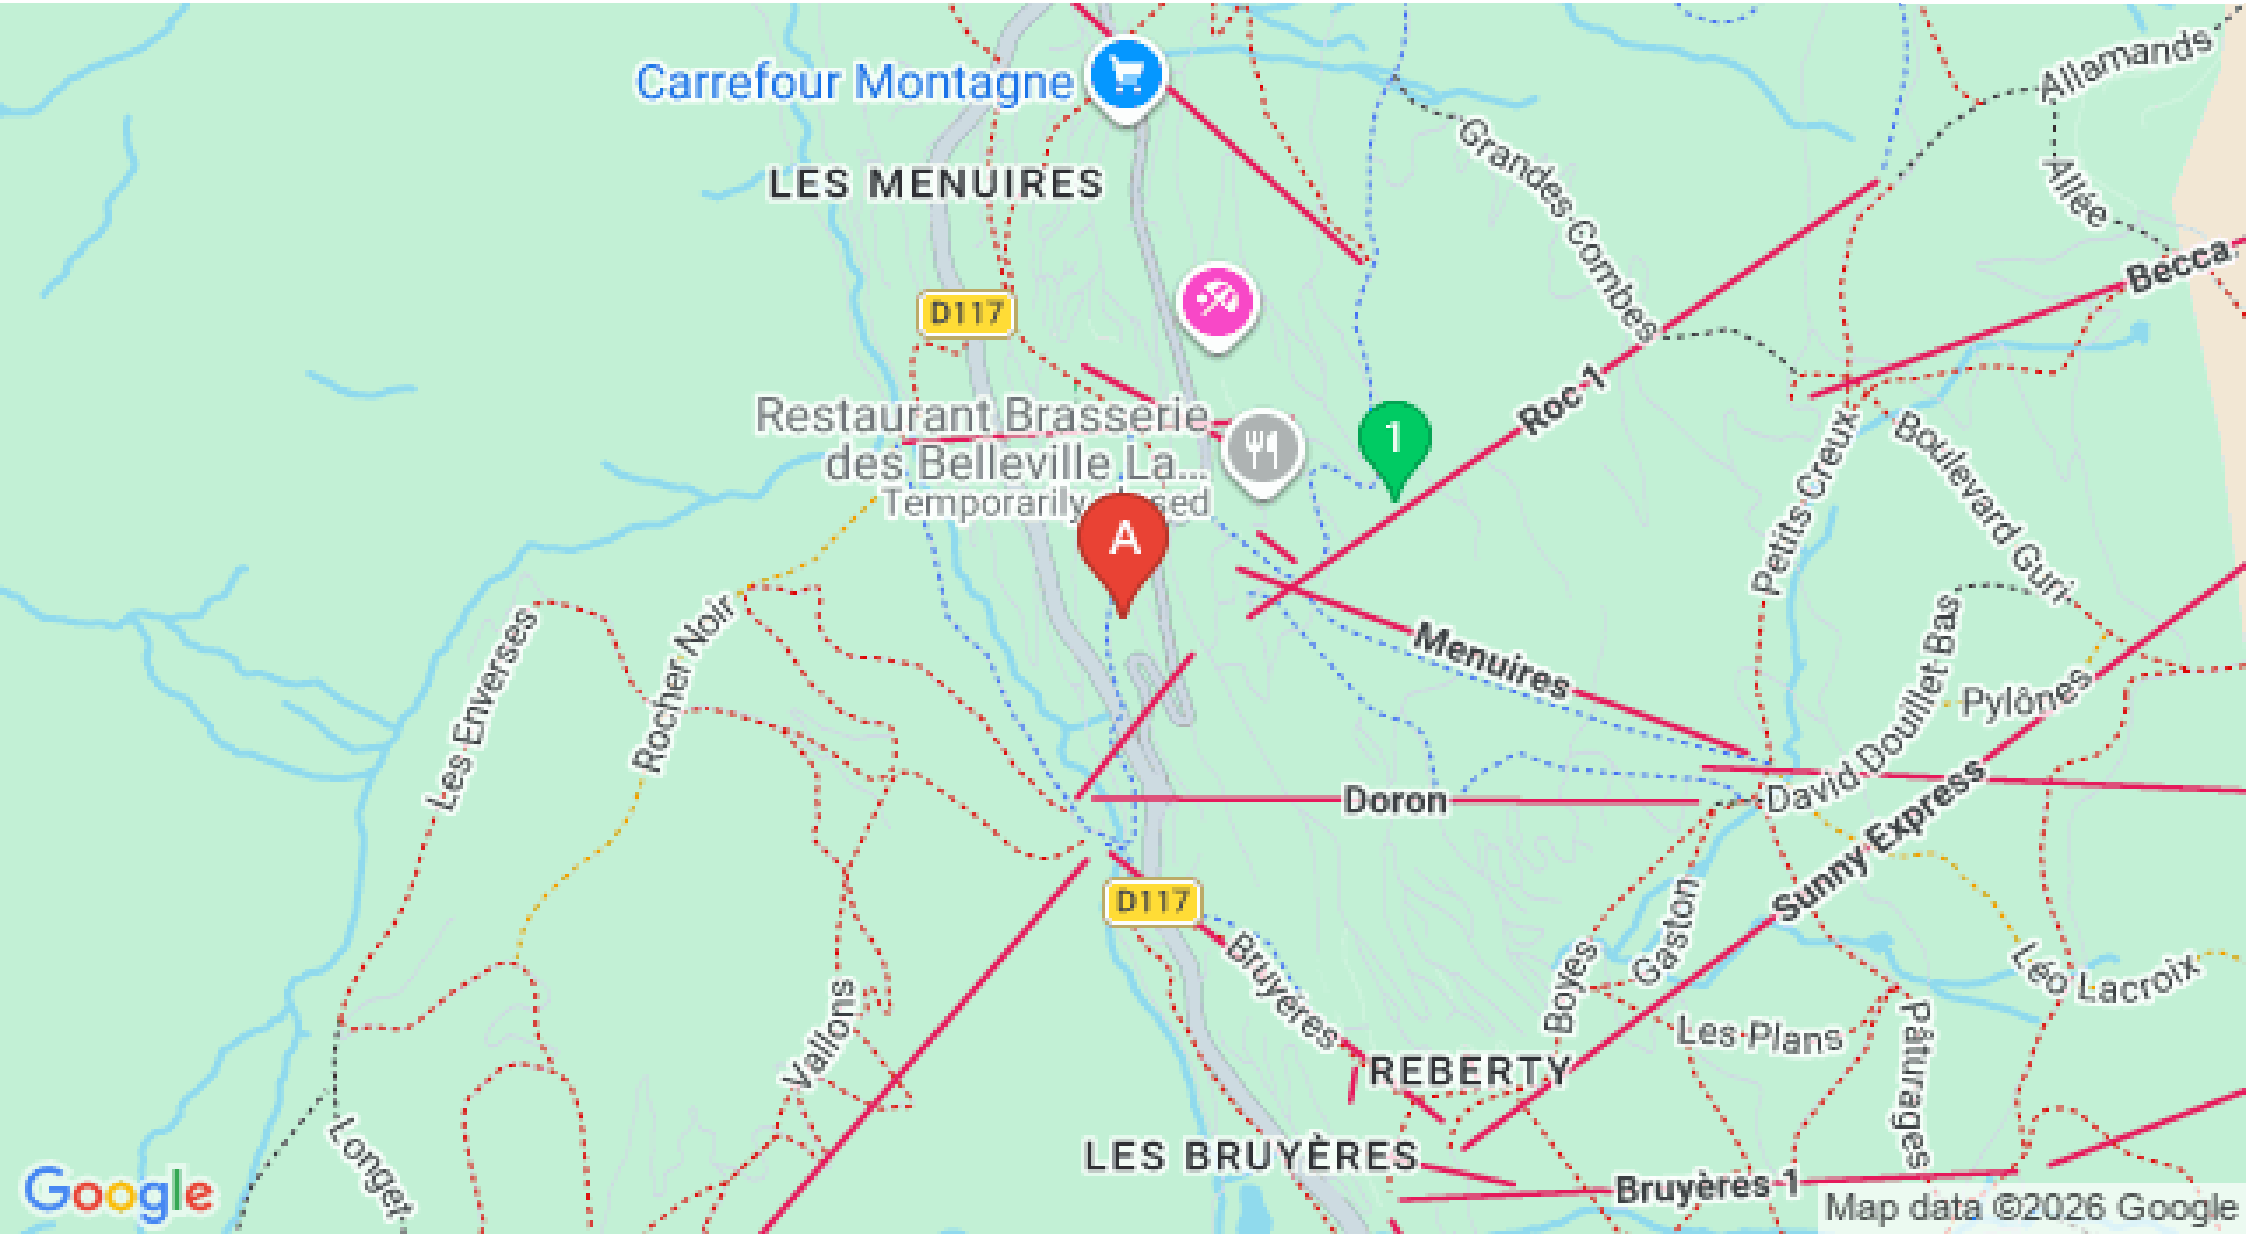 Carrefour Montagne
Allamands
Grandes Combes
Allée
LES MENUIRES
Becca
D117
Roc 1
Restaurant Brasserie
des Belleville La...
Temporarily
sed
1
A
Petits Creux
Boulevard Guri
Les Enverses
Rocher Noir
Menuires
David Douillet Bas
Pylônes
Doron
Sunny Express
D117
Bruyères
Gaston
Boyes
Léo Lacroix
Vallons
Les Plans
Pâturages
REBERTY
Longet
LES BRUYÈRES
Bruyères 1
Google
Map data ©2026 Google